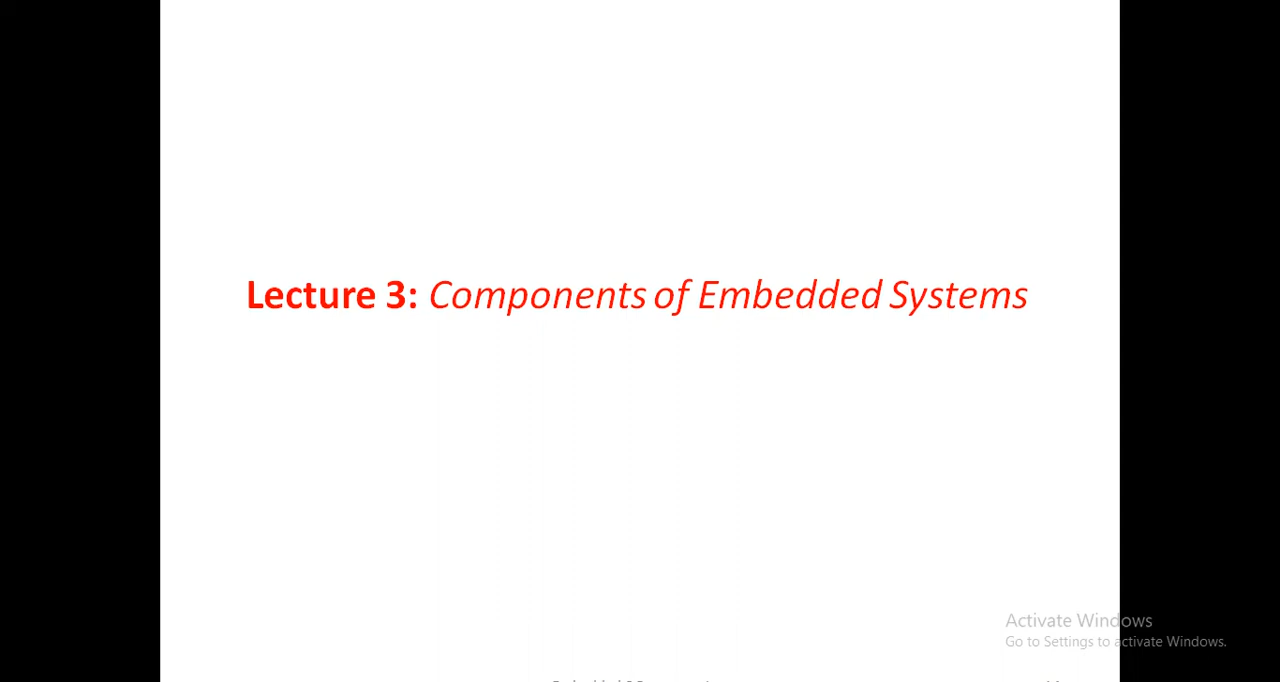 Lecture 3: Components of Embedded Systems
Activate Windows
Go to Settings to activate Windows.